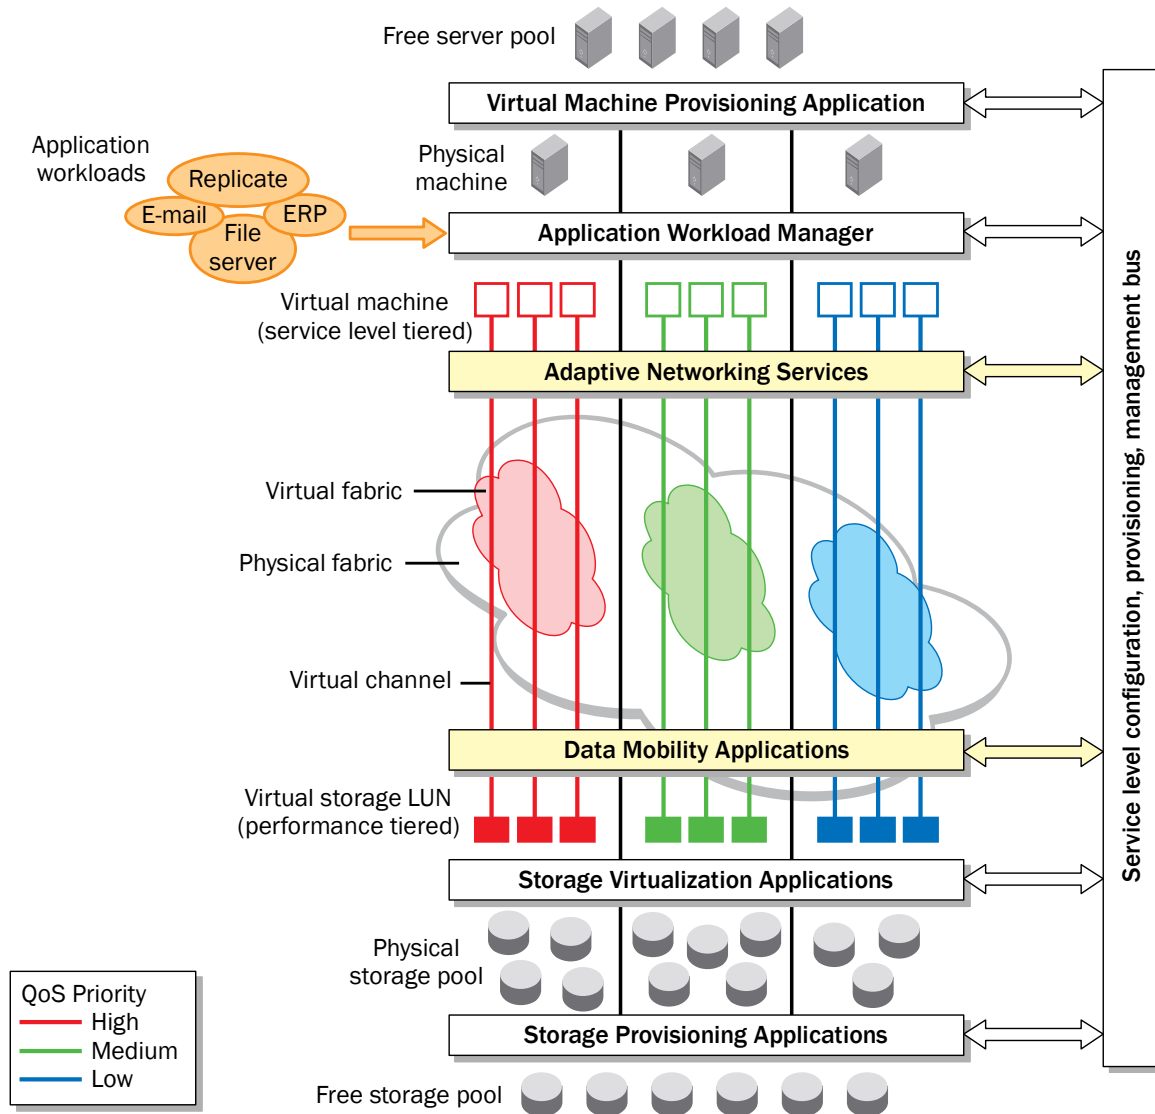 Free server pool
Virtual Machine Provisioning Application
Application
workloads
Physical
machine
Replicate
E-mail
ERP
File
server
Application Workload Manager
Virtual machine
(service level tiered)
Adaptive Networking Services
Virtual fabric
Physical fabric
Virtual channel
Data Mobility Applications
Virtual storage LUN
(performance tiered)
Storage Virtualization Applications
Physical
storage pool
Storage Provisioning Applications
Free storage pool
Service level configuration, provisioning, management bus
QoS Priority
High
Medium
Low